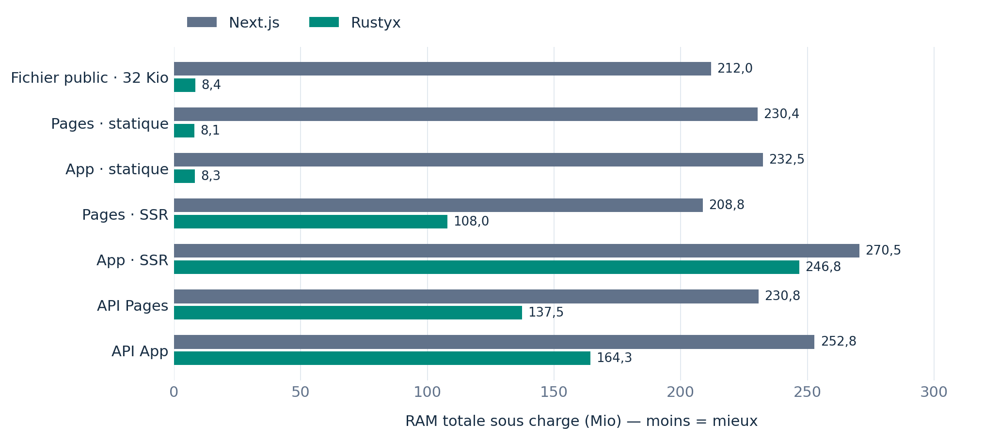 Next.js Rustyx
Fichier public · 32 Kio
212,0
8,4
Pages · statique
230,4
8,1
App · statique
232,5
8,3
Pages · SSR
208,8
108,0
App · SSR
270,5
246,8
API Pages
230,8
137,5
API App
252,8
164,3
0 50 100 150 200 250 300
RAM totale sous charge (Mio) — moins = mieux